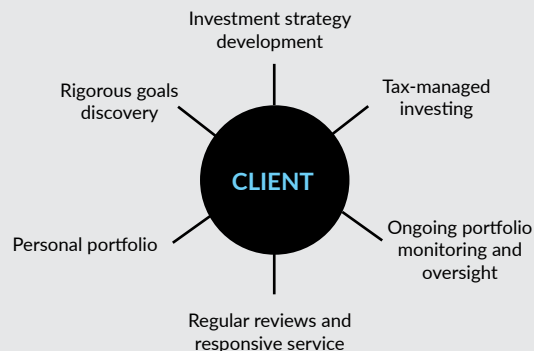 Investment strategy
development
Rigorous goals
discovery
Tax-managed
investing
CLIENT
Personal portfolio
Ongoing portfolio
monitoring and
oversight
Regular reviews and
responsive service